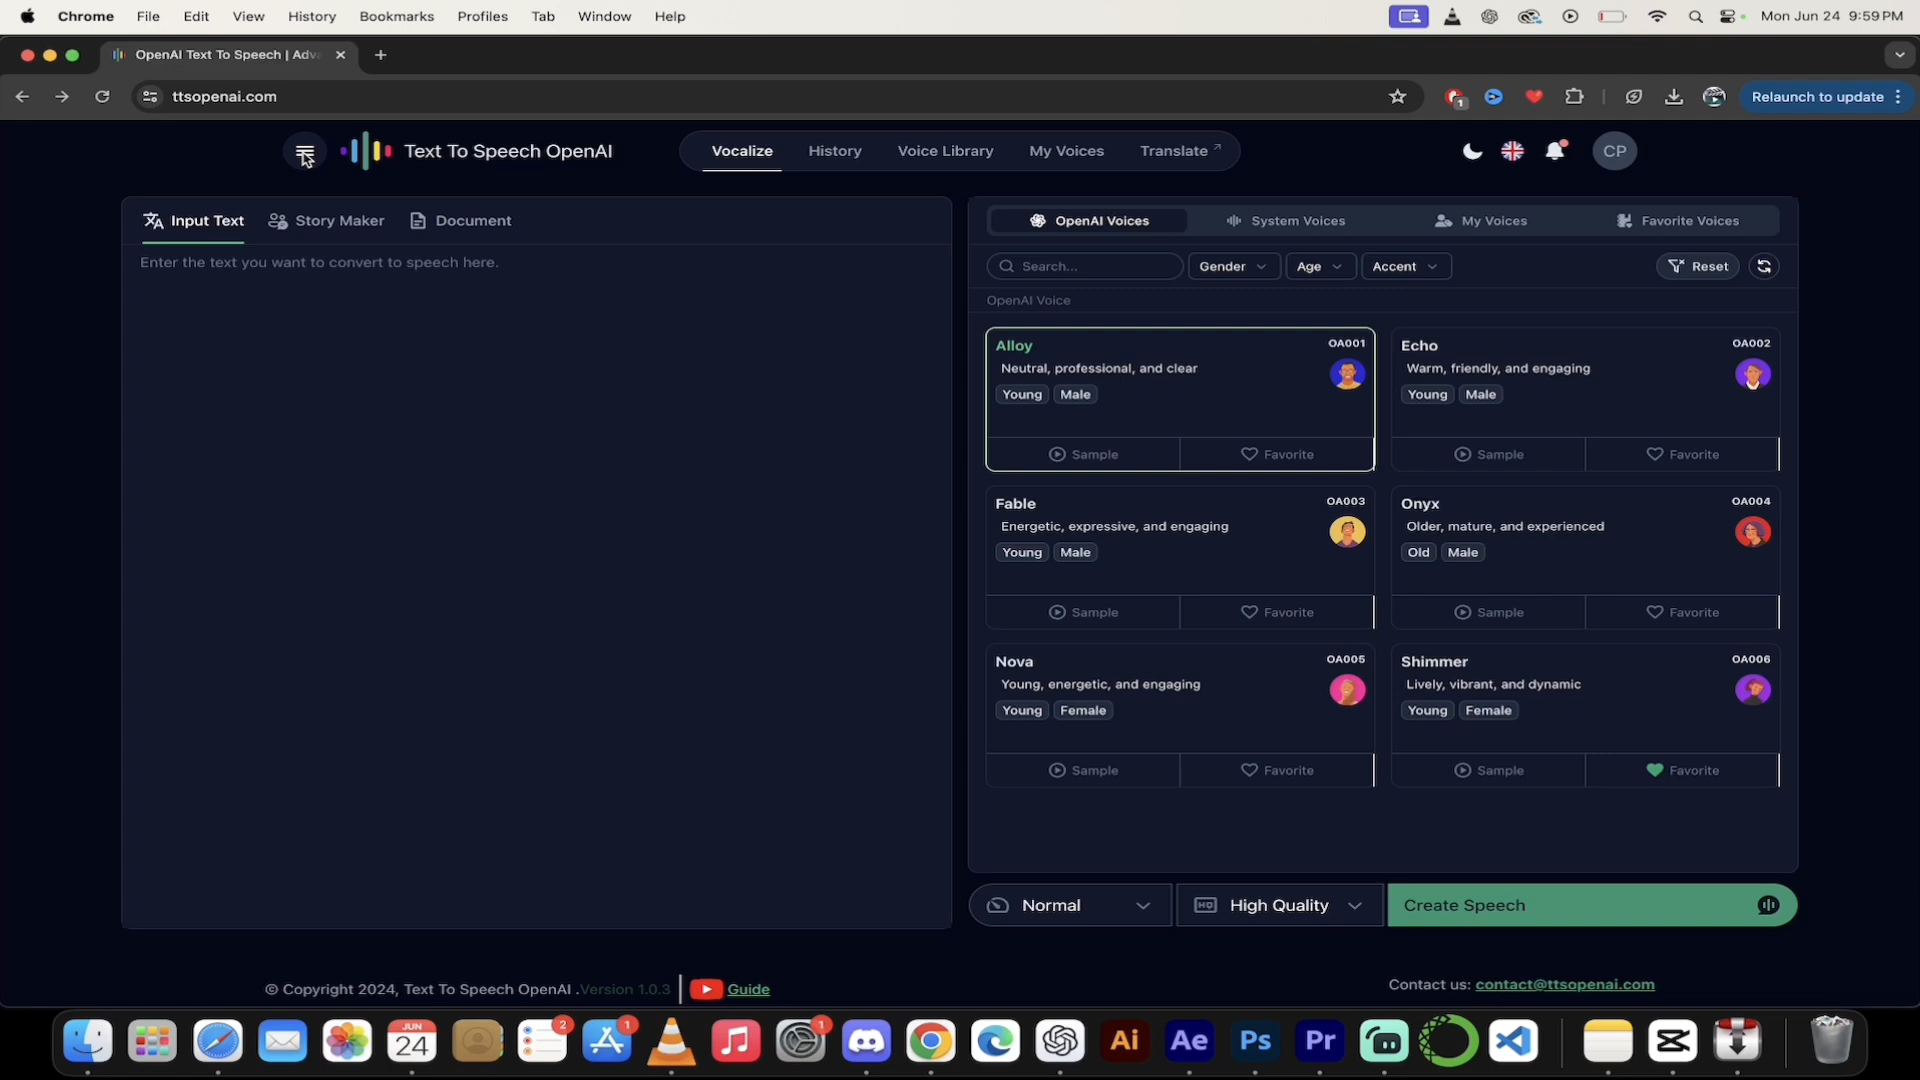 Chrome File Edit View History Bookmarks Profiles Tab Window Help Mon Jun 24 9:59 PM
OpenAI Text To Speech | Adva
ttsopenai.com 1 Relaunch to update
Text To Speech OpenAI Vocalize History Voice Library My Voices Translate CP
Input Text Story Maker Document
Enter the text you want to convert to speech here.
OpenAI Voices System Voices My Voices Favorite Voices
Search... Gender Age Accent Reset
OpenAI Voice
Alloy OA001
Neutral, professional, and clear
Young Male
Sample Favorite
Echo OA002
Warm, friendly, and engaging
Young Male
Sample Favorite
Fable OA003
Energetic, expressive, and engaging
Young Male
Sample Favorite
Onyx OA004
Older, mature, and experienced
Old Male
Sample Favorite
Nova OA005
Young, energetic, and engaging
Young Female
Sample Favorite
Shimmer OA006
Lively, vibrant, and dynamic
Young Female
Sample Favorite
Normal HQ High Quality Create Speech
© Copyright 2024, Text To Speech OpenAI .Version 1.0.3 Guide
Contact us: contact@ttsopenai.com
JUN 2 1 1
24 Ai Ae Ps Pr